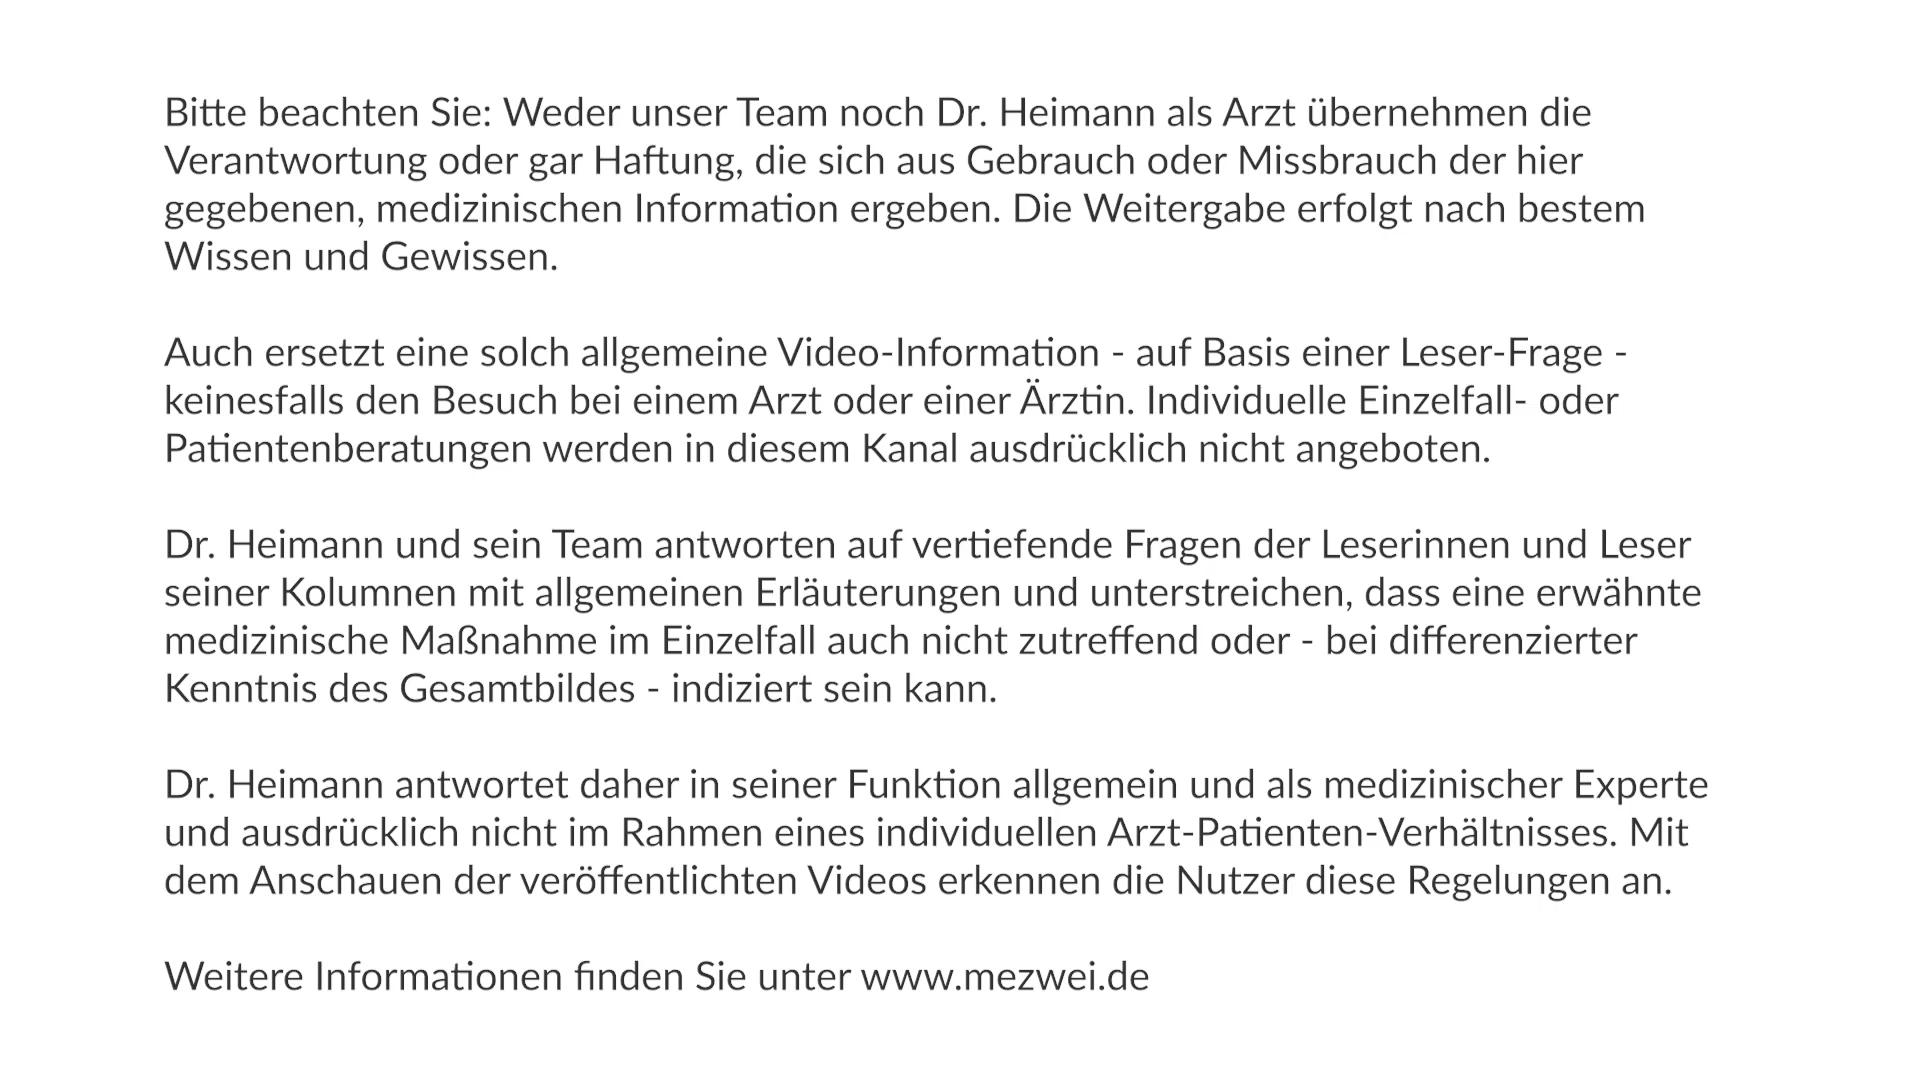 Bitte beachten Sie: Weder unser Team noch Dr. Heimann als Arzt übernehmen die
Verantwortung oder gar Haftung, die sich aus Gebrauch oder Missbrauch der hier
gegebenen, medizinischen Information ergeben. Die Weitergabe erfolgt nach bestem
Wissen und Gewissen.
Auch ersetzt eine solch allgemeine Video-Information - auf Basis einer Leser-Frage -
keinesfalls den Besuch bei einem Arzt oder einer Ärztin. Individuelle Einzelfall- oder
Patientenberatungen werden in diesem Kanal ausdrücklich nicht angeboten.
Dr. Heimann und sein Team antworten auf vertiefende Fragen der Leserinnen und Leser
seiner Kolumnen mit allgemeinen Erläuterungen und unterstreichen, dass eine erwähnte
medizinische Maßnahme im Einzelfall auch nicht zutreffend oder - bei differenzierter
Kenntnis des Gesamtbildes - indiziert sein kann.
Dr. Heimann antwortet daher in seiner Funktion allgemein und als medizinischer Experte
und ausdrücklich nicht im Rahmen eines individuellen Arzt-Patienten-Verhältnisses. Mit
dem Anschauen der veröffentlichten Videos erkennen die Nutzer diese Regelungen an.
Weitere Informationen finden Sie unter www.mezwei.de